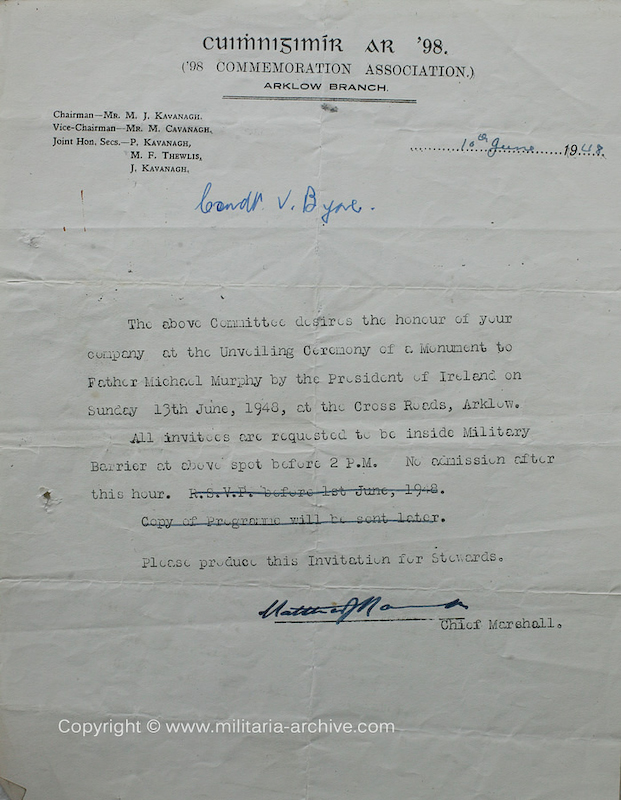 Cuiṁniġimír ar '98.
('98 COMMEMORATION ASSOCIATION.)
ARKLOW BRANCH.
Chairman—Mr. M. J. Kavanagh.
Vice-Chairman—Mr. M. Cavanagh,
Joint Hon. Secs.—P. Kavanagh,
M. F. Thewlis,
J. Kavanagh.
10th June 1948.
Comdt. V. Byrne.
The above Committee desires the honour of your
company at the Unveiling Ceremony of a Monument to
Father Michael Murphy by the President of Ireland on
Sunday 13th June, 1948, at the Cross Roads, Arklow.
All invitees are requested to be inside Military
Barrier at above spot before 2 P.M. No admission after
this hour. R.S.V.P. before 1st June, 1948.
Copy of Programme will be sent later.
Please produce this Invitation for Stewards.
Chief Marshall.
Copyright © www.militaria-archive.com